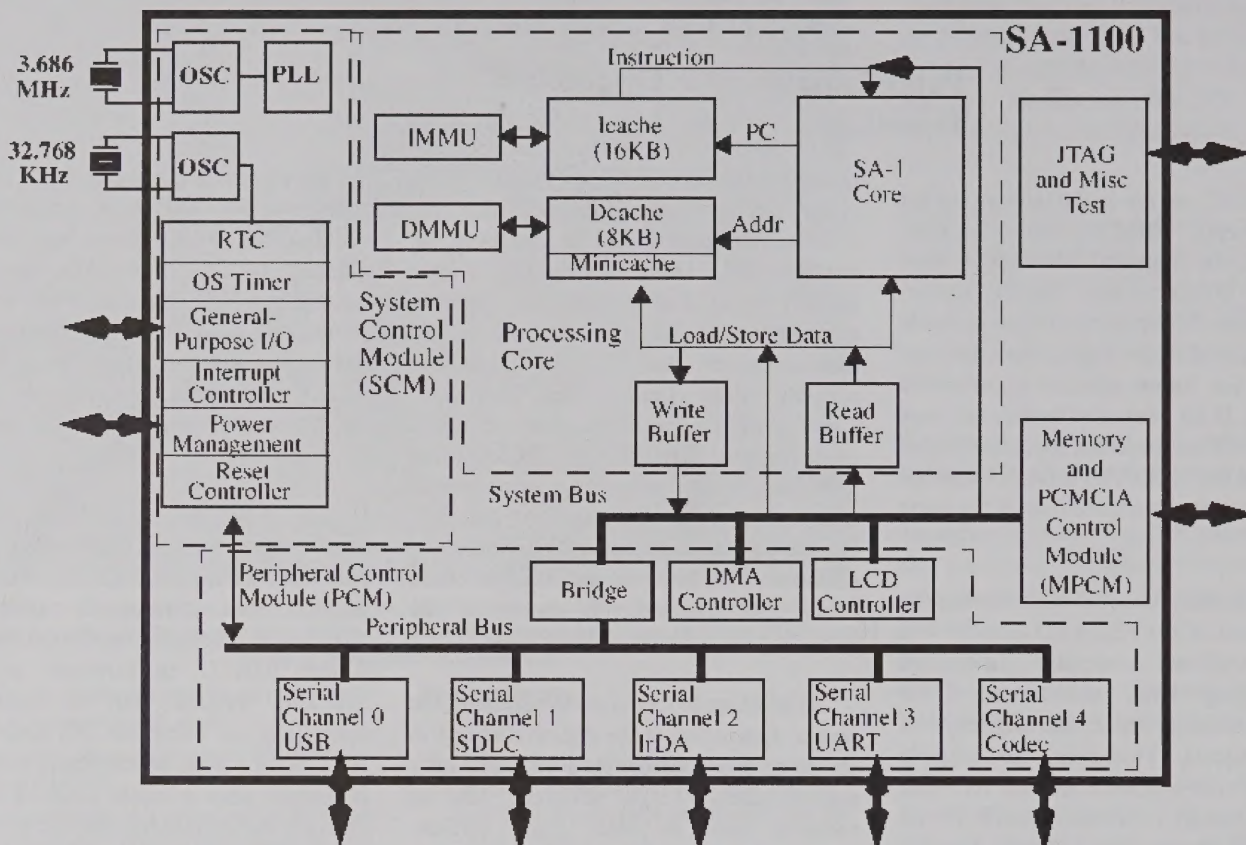 SA-1100
3.686
MHz
OSC
PLL
32.768
KHz
OSC
RTC
OS Timer
General-
Purpose I/O
Interrupt
Controller
Power
Management
Reset
Controller
System
Control
Module
(SCM)
Instruction
IMMU
Icache
(16KB)
PC
SA-1
Core
DMMU
Dcache
(8KB)
Minicache
Addr
JTAG
and Misc
Test
Processing
Core
Load/Store Data
Write
Buffer
Read
Buffer
System Bus
Memory
and
PCMCIA
Control
Module
(MPCM)
Peripheral Control
Module (PCM)
Bridge
DMA
Controller
LCD
Controller
Peripheral Bus
Serial
Channel 0
USB
Serial
Channel 1
SDLC
Serial
Channel 2
IrDA
Serial
Channel 3
UART
Serial
Channel 4
Codec